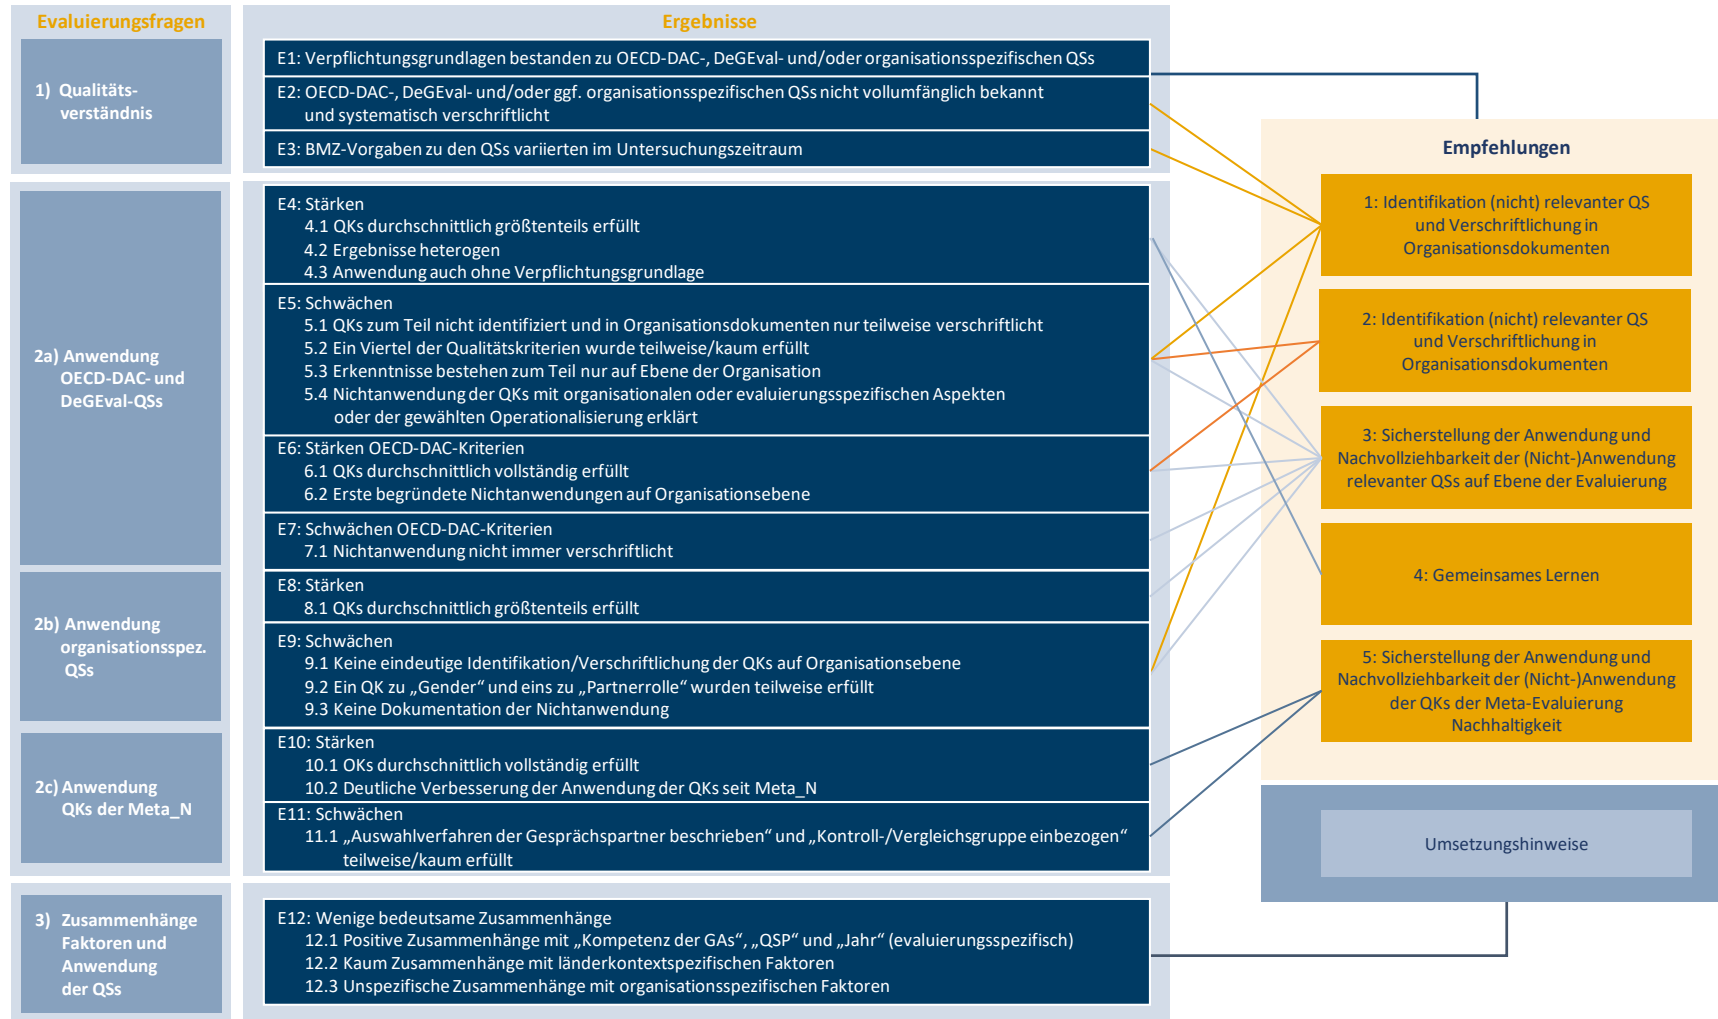 Evaluierungsfragen
1) Qualitäts-
verständnis
2a) Anwendung
OECD-DAC- und
DeGEval-QSs
2b) Anwendung
organisationsspez.
QSs
2c) Anwendung
QKs der Meta_N
3) Zusammenhänge
Faktoren und
Anwendung
der QSs
Ergebnisse
E1: Verpflichtungsgrundlagen bestanden zu OECD-DAC-, DeGEval- und/oder organisationsspezifischen QSs
E2: OECD-DAC-, DeGEval- und/oder ggf. organisationsspezifischen QSs nicht vollumfänglich bekannt
und systematisch verschriftlicht
E3: BMZ-Vorgaben zu den QSs variierten im Untersuchungszeitraum
E4: Stärken
4.1 QKs durchschnittlich größtenteils erfüllt
4.2 Ergebnisse heterogen
4.3 Anwendung auch ohne Verpflichtungsgrundlage
E5: Schwächen
5.1 QKs zum Teil nicht identifiziert und in Organisationsdokumenten nur teilweise verschriftlicht
5.2 Ein Viertel der Qualitätskriterien wurde teilweise/kaum erfüllt
5.3 Erkenntnisse bestehen zum Teil nur auf Ebene der Organisation
5.4 Nichtanwendung der QKs mit organisationalen oder evaluierungsspezifischen Aspekten
oder der gewählten Operationalisierung erklärt
E6: Stärken OECD-DAC-Kriterien
6.1 QKs durchschnittlich vollständig erfüllt
6.2 Erste begründete Nichtanwendungen auf Organisationsebene
E7: Schwächen OECD-DAC-Kriterien
7.1 Nichtanwendung nicht immer verschriftlicht
E8: Stärken
8.1 QKs durchschnittlich größtenteils erfüllt
E9: Schwächen
9.1 Keine eindeutige Identifikation/Verschriftlichung der QKs auf Organisationsebene
9.2 Ein QK zu „Gender“ und eins zu „Partnerrolle“ wurden teilweise erfüllt
9.3 Keine Dokumentation der Nichtanwendung
E10: Stärken
10.1 OKs durchschnittlich vollständig erfüllt
10.2 Deutliche Verbesserung der Anwendung der QKs seit Meta_N
E11: Schwächen
11.1 „Auswahlverfahren der Gesprächspartner beschrieben“ und „Kontroll-/Vergleichsgruppe einbezogen“
teilweise/kaum erfüllt
E12: Wenige bedeutsame Zusammenhänge
12.1 Positive Zusammenhänge mit „Kompetenz der GAs“, „QSP“ und „Jahr“ (evaluierungsspezifisch)
12.2 Kaum Zusammenhänge mit länderkontextspezifischen Faktoren
12.3 Unspezifische Zusammenhänge mit organisationsspezifischen Faktoren
Empfehlungen
1: Identifikation (nicht) relevanter QS
und Verschriftlichung in
Organisationsdokumenten
2: Identifikation (nicht) relevanter QS
und Verschriftlichung in
Organisationsdokumenten
3: Sicherstellung der Anwendung und
Nachvollziehbarkeit der (Nicht-)Anwendung
relevanter QSs auf Ebene der Evaluierung
4: Gemeinsames Lernen
5: Sicherstellung der Anwendung und
Nachvollziehbarkeit der (Nicht-)Anwendung
der QKs der Meta-Evaluierung
Nachhaltigkeit
Umsetzungshinweise